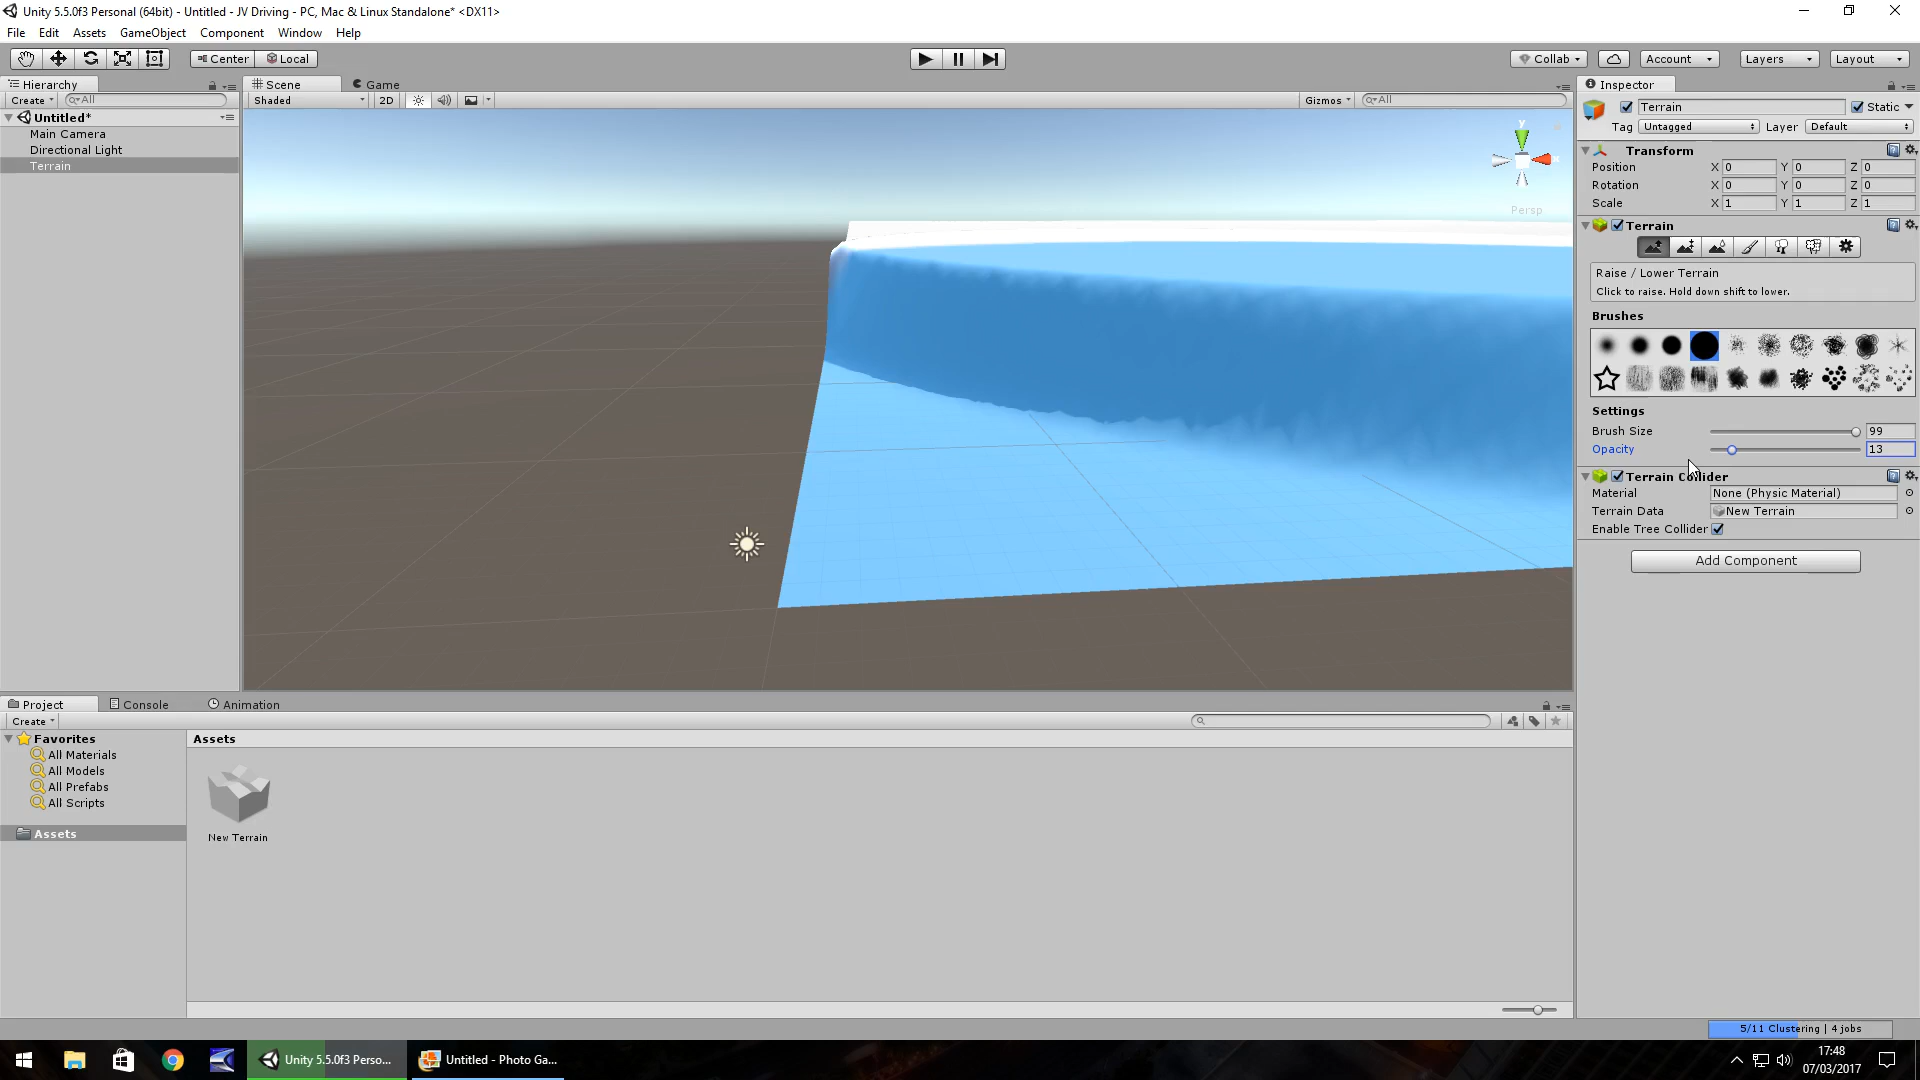 Unity 5.5.0f3 Personal (64bit) - Untitled - JV Driving - PC, Mac & Linux Standalone* <DX11>
File Edit Assets GameObject Component Window Help
Center Local Collab Account Layers Layout
Hierarchy Scene Game Inspector
Create All Shaded 2D Gizmos All Terrain Static
Untitled*
Tag Untagged Layer Default
Main Camera
Directional Light
Terrain
y
x
Persp
Transform
Position X 0 Y 0 Z 0
Rotation X 0 Y 0 Z 0
Scale X 1 Y 1 Z 1
Terrain
Raise / Lower Terrain
Click to raise. Hold down shift to lower.
Brushes
Settings
Brush Size 99
Opacity 13
Terrain Collider
Material None (Physic Material)
Terrain Data New Terrain
Enable Tree Collider
Add Component
Project Console Animation
Create
Favorites
All Materials
All Models
All Prefabs
All Scripts
Assets
Assets
New Terrain
5/11 Clustering | 4 jobs
Unity 5.5.0f3 Perso...
Untitled - Photo Ga...
17:48
07/03/2017